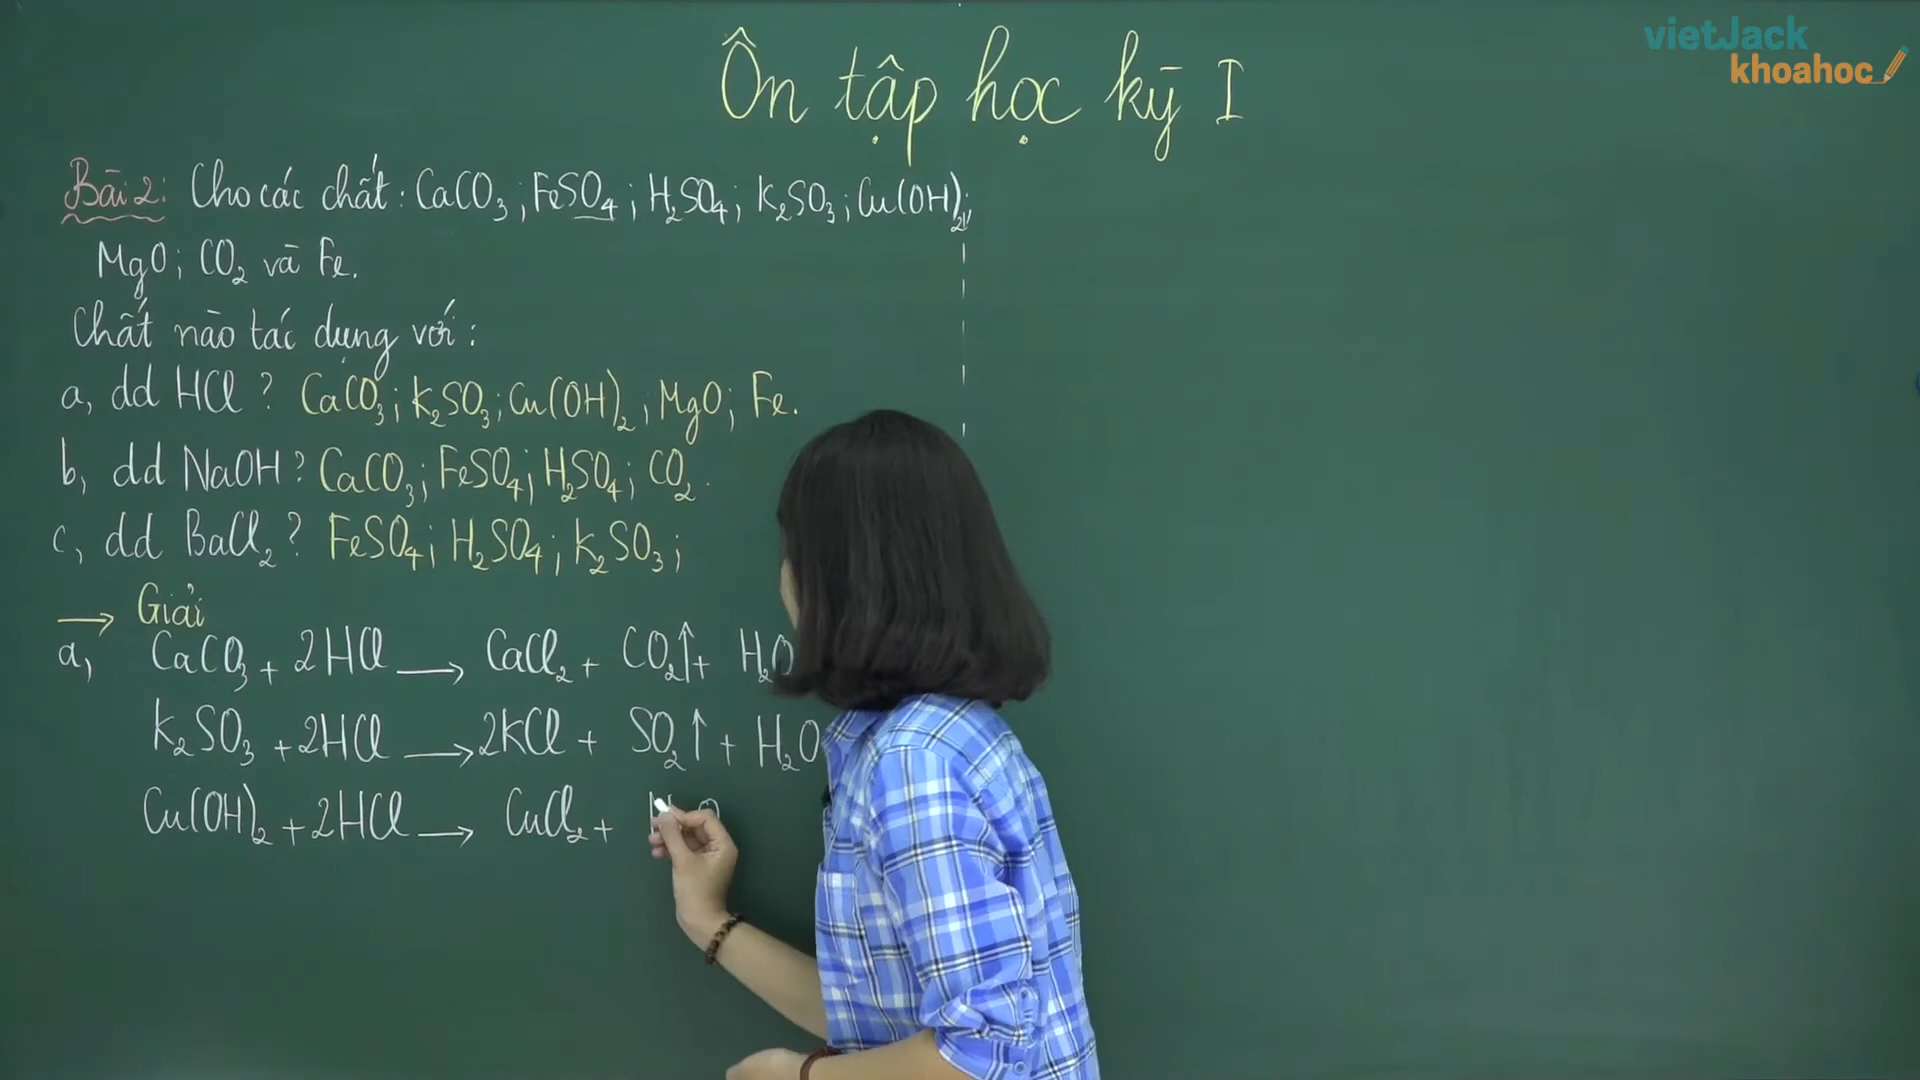 vietJack
khoahoc
Ôn tập học kỳ I
Bài 2: Cho các chất: CaCO₃; FeSO₄; H₂SO₄; K₂SO₃; Cu(OH)₂;
MgO; CO₂ và Fe.
Chất nào tác dụng với:
a, dd HCl? CaCO₃; K₂SO₃; Cu(OH)₂; MgO; Fe.
b, dd NaOH? CaCO₃; FeSO₄; H₂SO₄; CO₂.
c, dd BaCl₂? FeSO₄; H₂SO₄; K₂SO₃;
→ Giải
a, CaCO₃ + 2HCl → CaCl₂ + CO₂↑ + H₂O
K₂SO₃ + 2HCl → 2KCl + SO₂↑ + H₂O
Cu(OH)₂ + 2HCl → CuCl₂ +